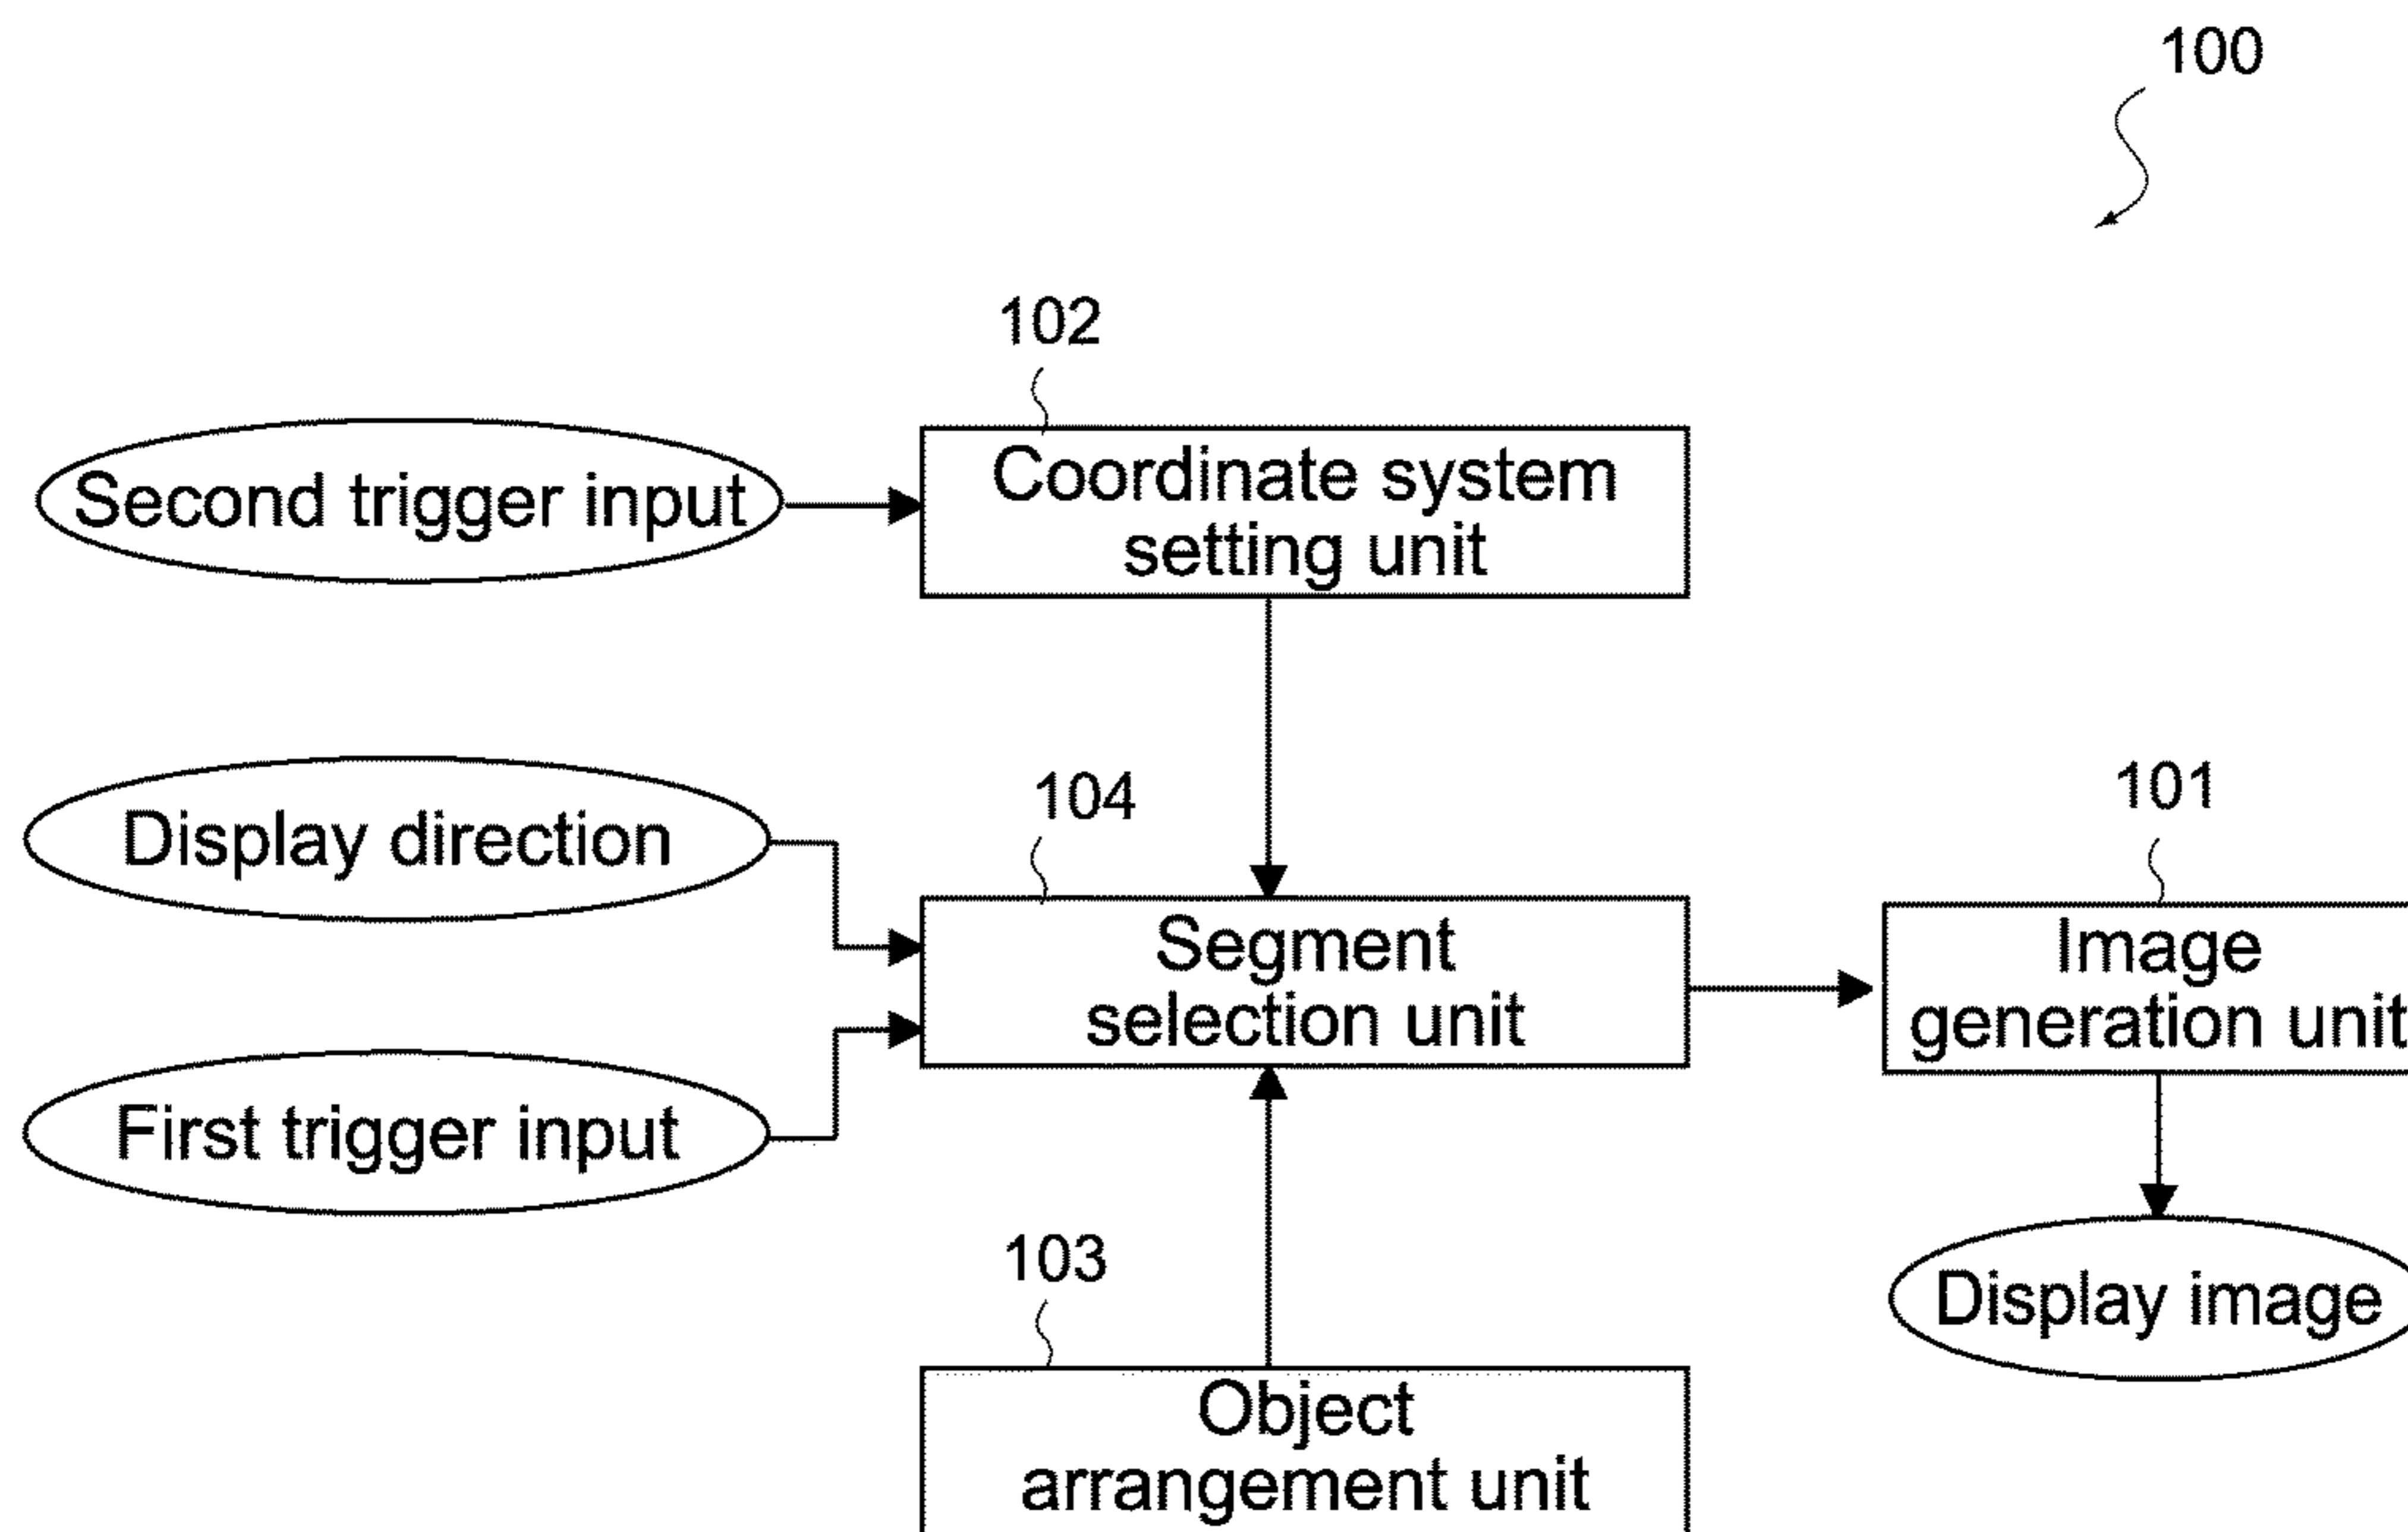 100
102
Second trigger input
Coordinate system
setting unit
Display direction
104
Segment
selection unit
101
Image
generation unit
First trigger input
103
Object
arrangement unit
Display image